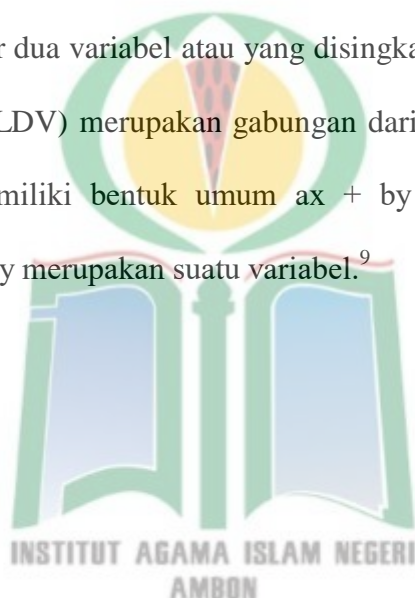 r dua variabel atau yang disingka
LDV) merupakan gabungan dari
miliki bentuk umum ax + by
y merupakan suatu variabel.⁹
INSTITUT AGAMA ISLAM NEGERI
AMBON